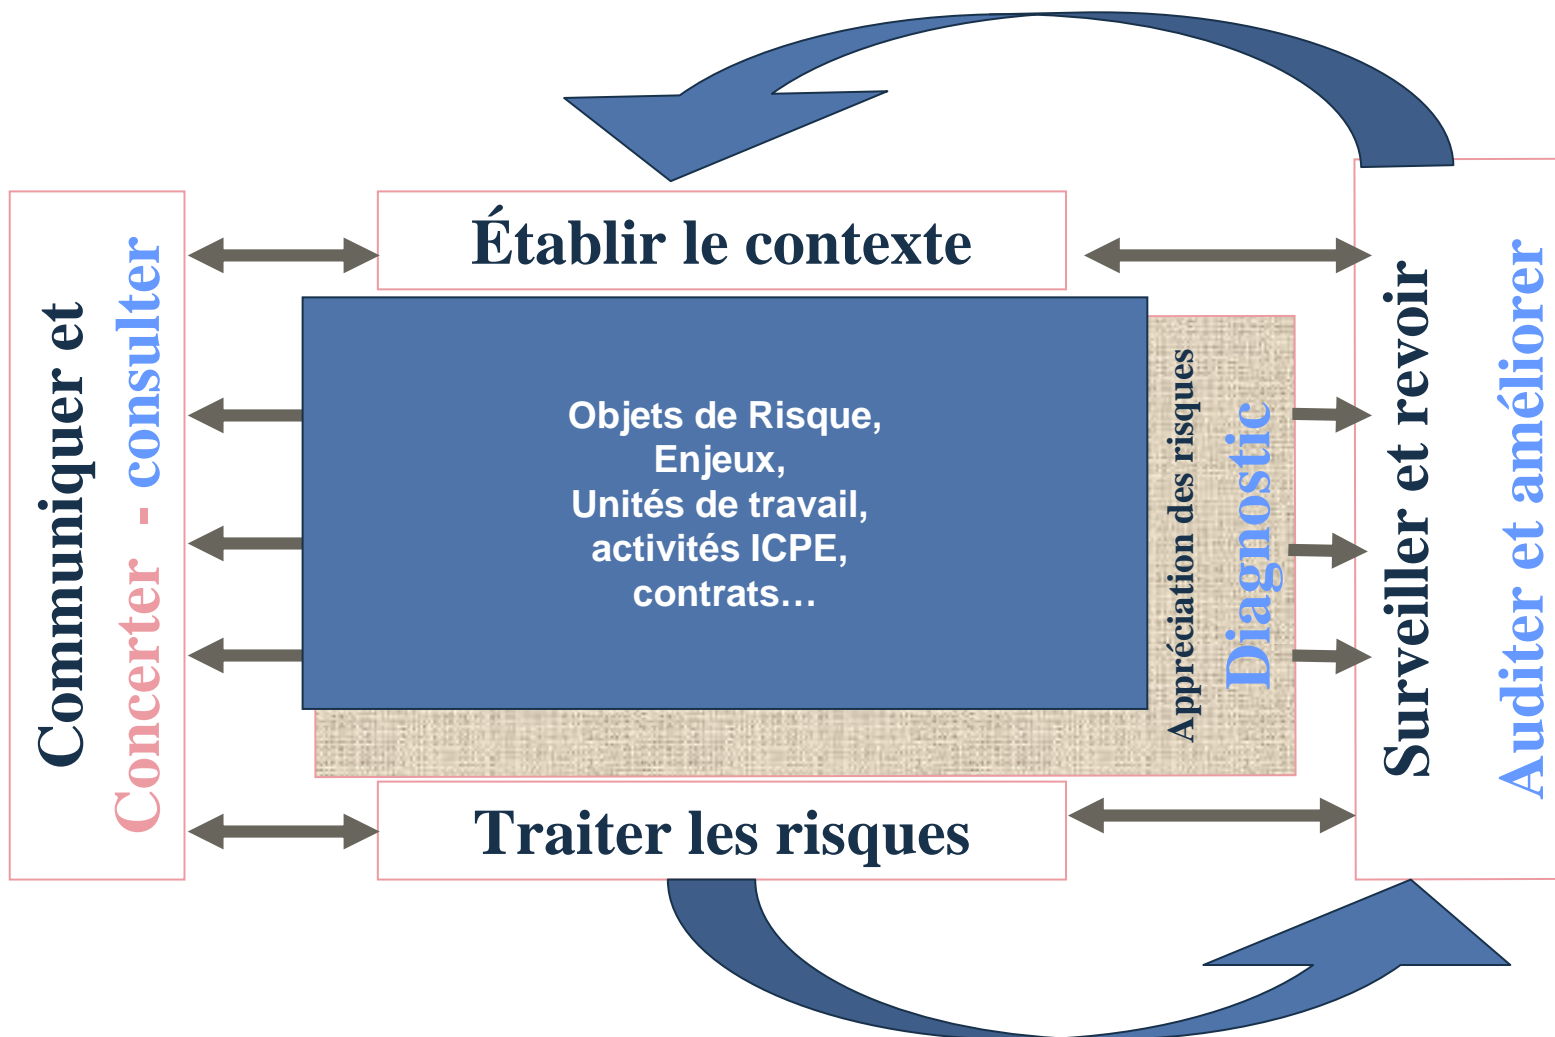 Communiquer et
Concerter - consulter
Établir le contexte
Objets de Risque,
Enjeux,
Unités de travail,
activités ICPE,
contrats…
Appréciation des risques
Diagnostic
Traiter les risques
Surveiller et revoir
Auditer et améliorer